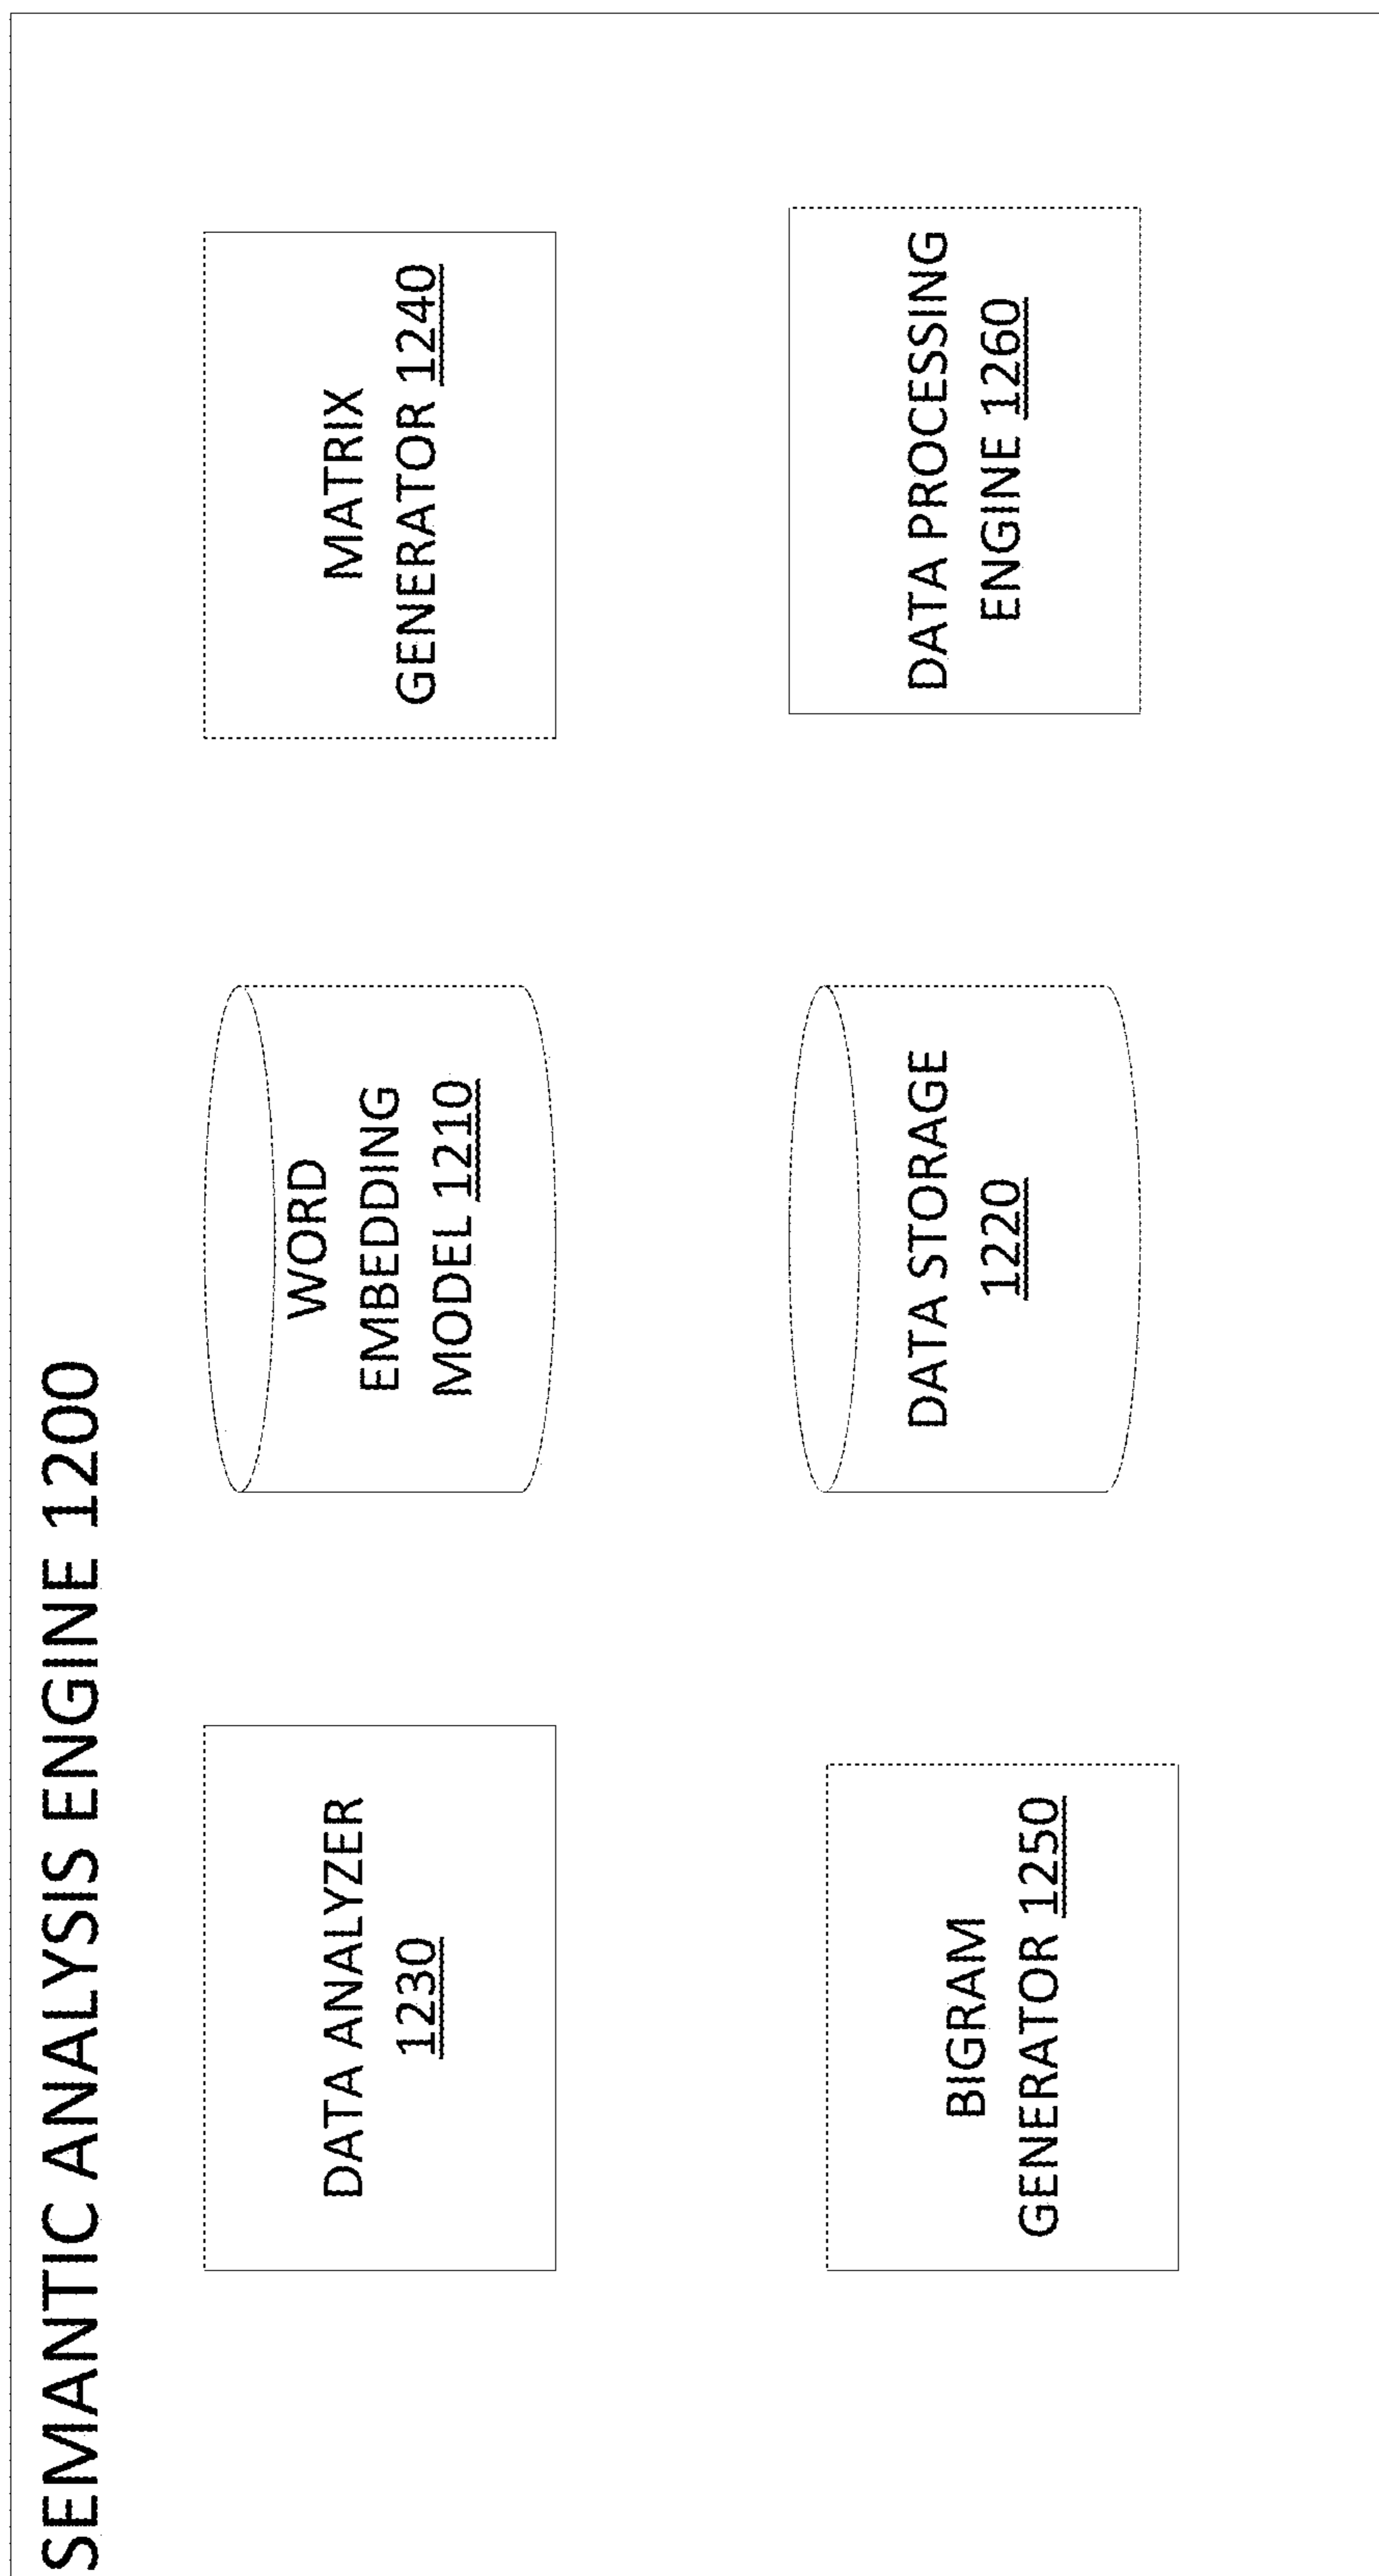 SEMANTIC ANALYSIS ENGINE 1200
DATA ANALYZER
1230
WORD
EMBEDDING
MODEL 1210
MATRIX
GENERATOR 1240
BIGRAM
GENERATOR 1250
DATA STORAGE
1220
DATA PROCESSING
ENGINE 1260